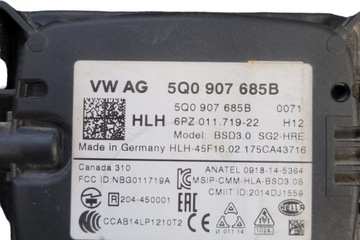 VW AG 5Q0 907 685B
5Q0 907 685B 0071
HLH 6PZ 011.719-22 H12
Model: BSD3.0 SG2-HRE
Made in Germany HLH-45F16.02.175CA43716
Canada 310 ANATEL 0918-14-5364
FCC ID:NBG011719A MSIP-CMM-HLA-BSD3.0S
R 204-450001 CMIIT ID:2014DJ1559
CCAB14LP1210T2